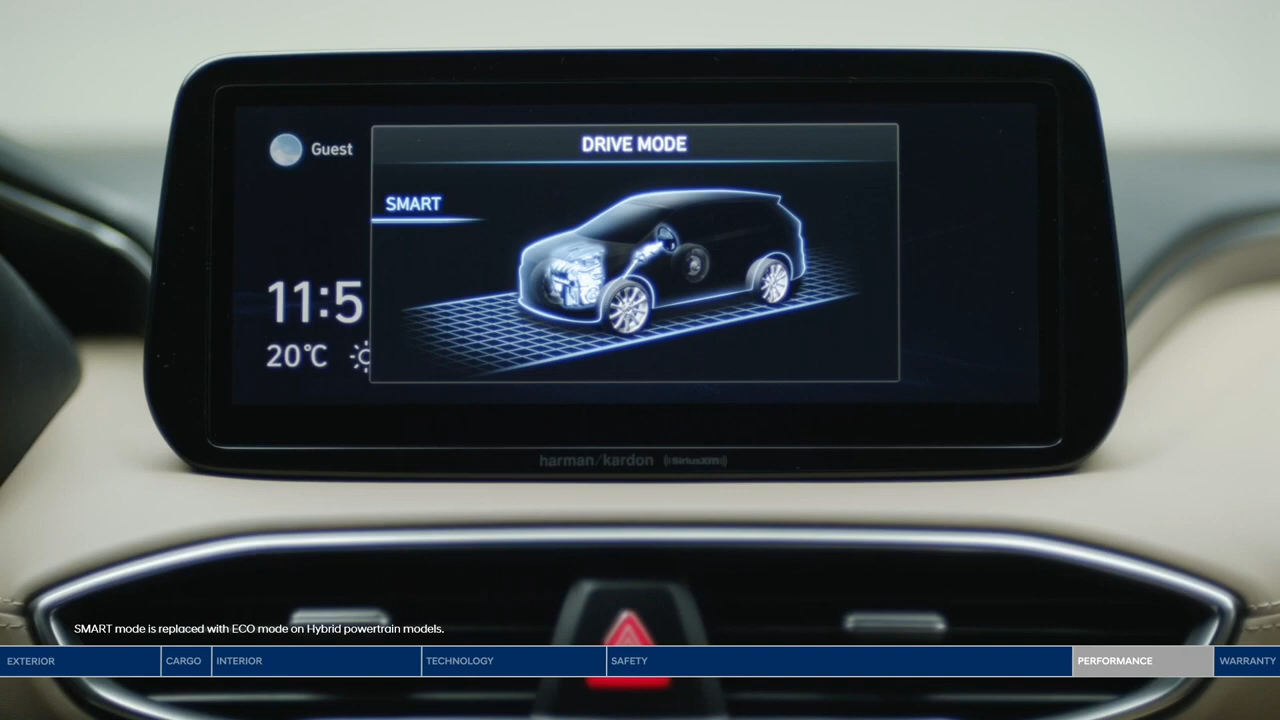 Guest
DRIVE MODE
SMART
11:5
20°C
harman/kardon
((SiriusXM))
SMART mode is replaced with ECO mode on Hybrid powertrain models.
EXTERIOR
CARGO
INTERIOR
TECHNOLOGY
SAFETY
PERFORMANCE
WARRANTY